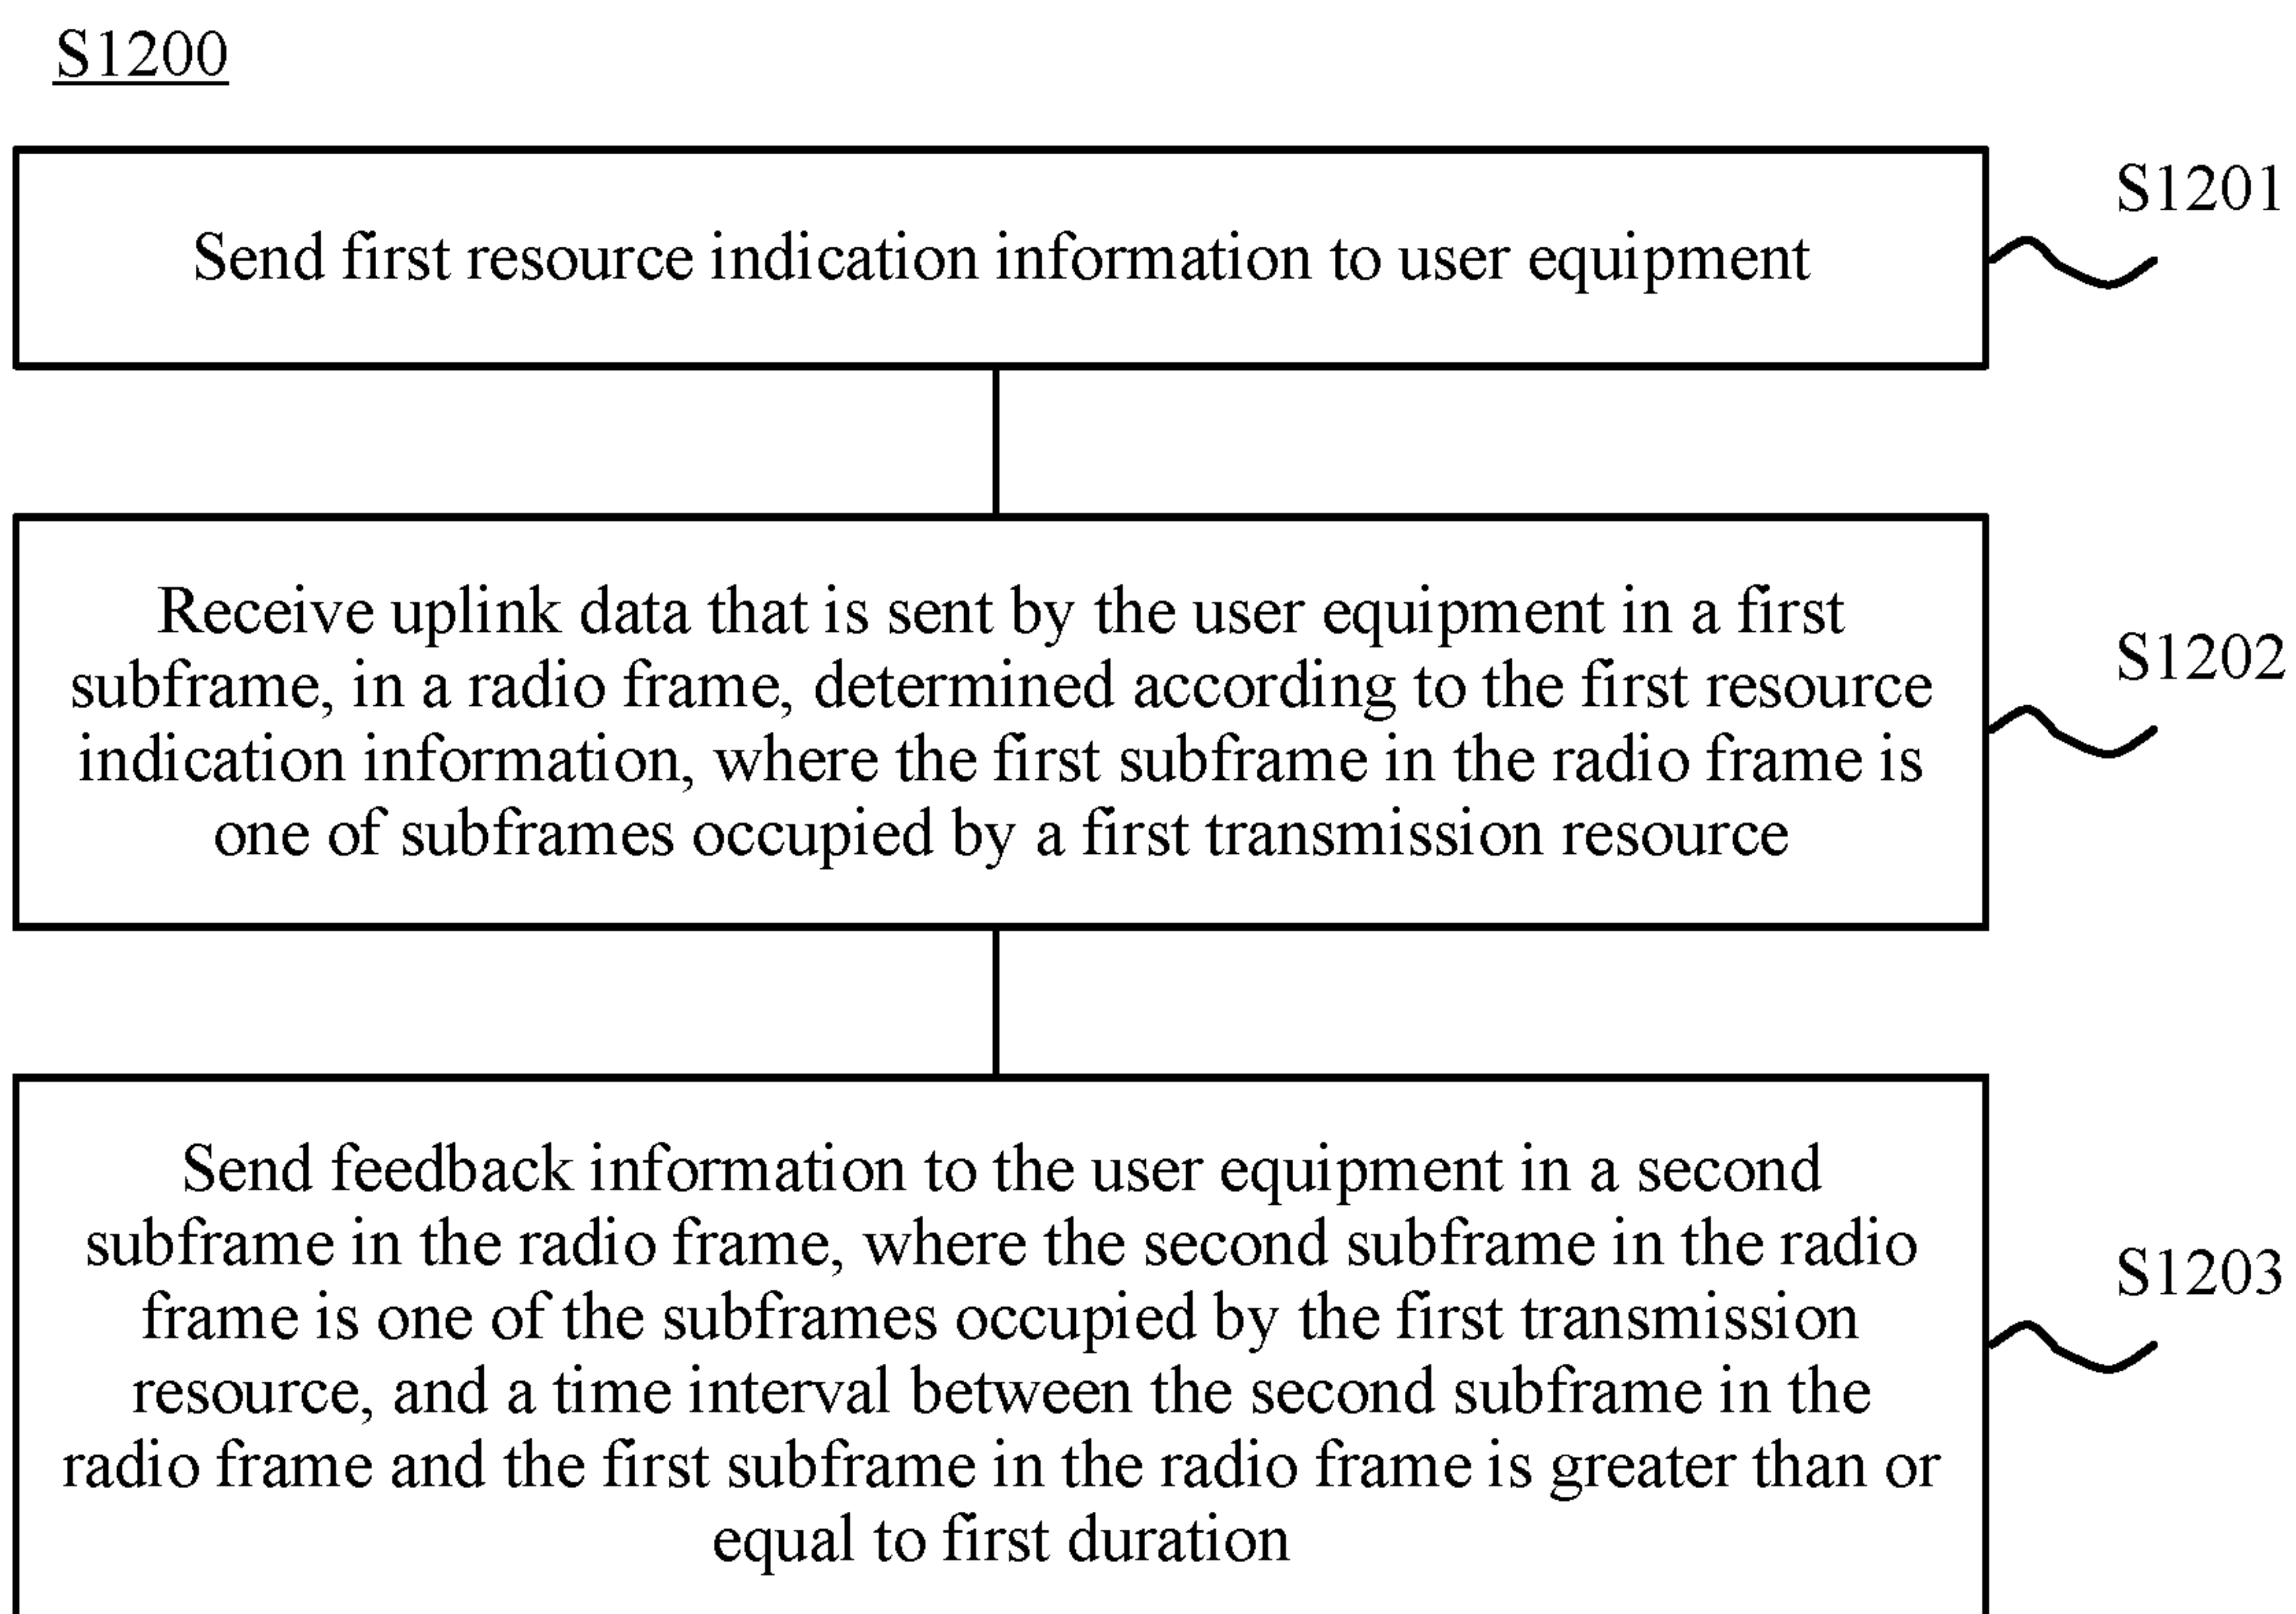 S1200
S1201
Send first resource indication information to user equipment
Receive uplink data that is sent by the user equipment in a first
subframe, in a radio frame, determined according to the first resource
indication information, where the first subframe in the radio frame is
one of subframes occupied by a first transmission resource
S1202
Send feedback information to the user equipment in a second
subframe in the radio frame, where the second subframe in the radio
frame is one of the subframes occupied by the first transmission
resource, and a time interval between the second subframe in the
radio frame and the first subframe in the radio frame is greater than or
equal to first duration
S1203